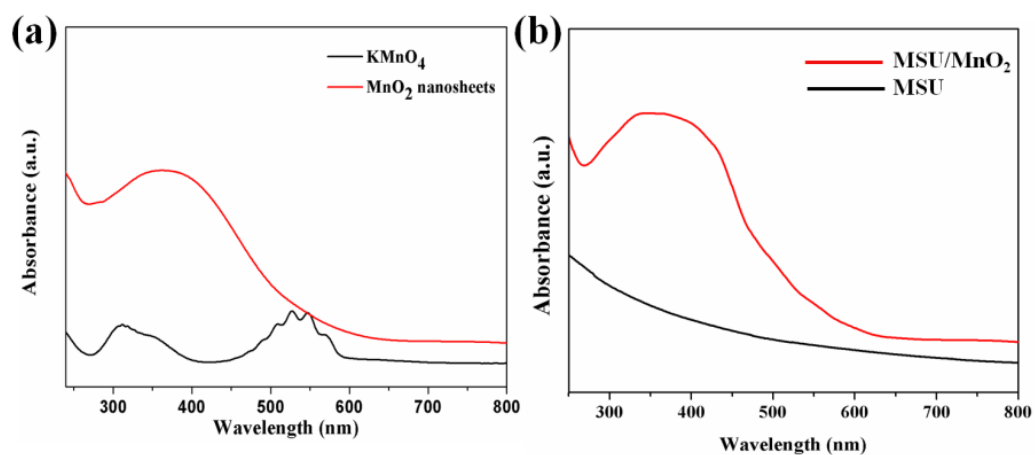 (a)
KMnO4
MnO2 nanosheets
Absorbance (a.u.)
300 400 500 600 700 800
Wavelength (nm)
(b)
MSU/MnO2
MSU
Absorbance (a.u.)
300 400 500 600 700 800
Wavelength (nm)